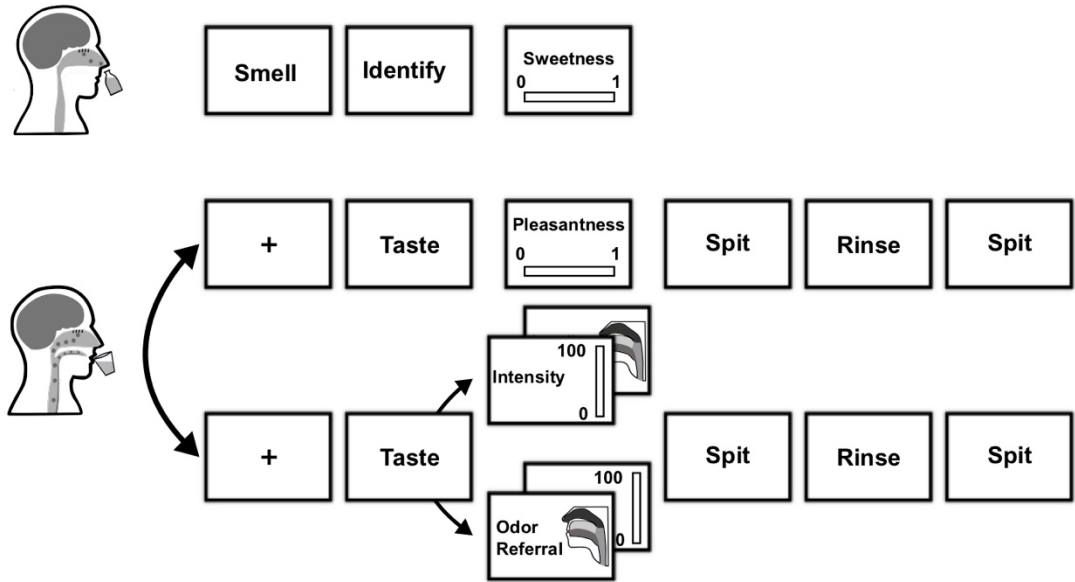 Smell
Identify
Sweetness
0 1
+
Taste
Pleasantness
0 1
Spit
Rinse
Spit
100
Intensity
0
+
Taste
Spit
Rinse
Spit
100
Odor
Referral
0